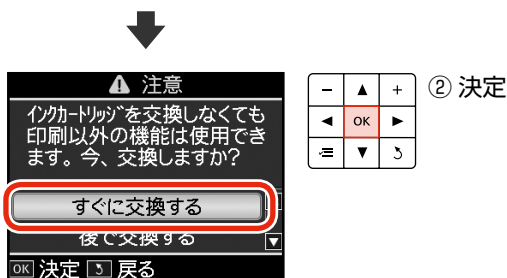 注意
インクカートリッジを交換しなくても
印刷以外の機能は使用でき
ます。今、交換しますか?
すぐに交換する
後で交換する
OK 決定 戻る
− ▲ +
◀ OK ▶
▼
② 決定